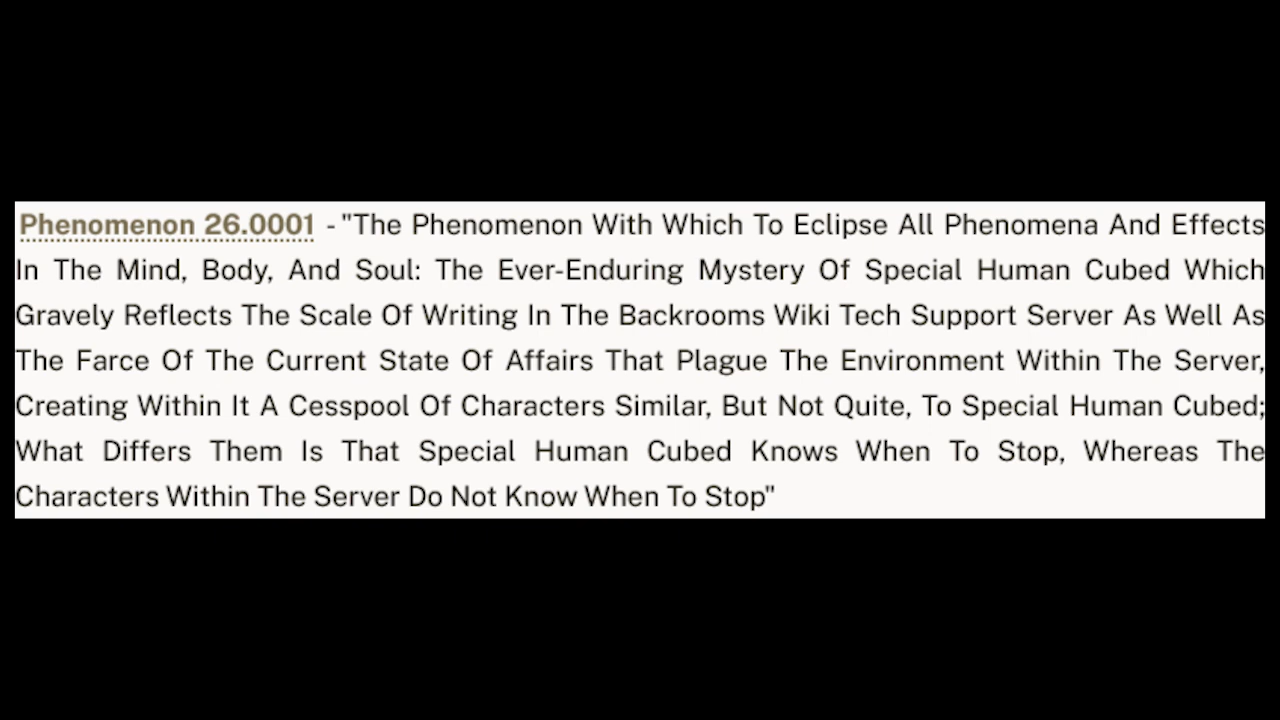 Phenomenon 26.0001 - "The Phenomenon With Which To Eclipse All Phenomena And Effects
In The Mind, Body, And Soul: The Ever-Enduring Mystery Of Special Human Cubed Which
Gravely Reflects The Scale Of Writing In The Backrooms Wiki Tech Support Server As Well As
The Farce Of The Current State Of Affairs That Plague The Environment Within The Server,
Creating Within It A Cesspool Of Characters Similar, But Not Quite, To Special Human Cubed;
What Differs Them Is That Special Human Cubed Knows When To Stop, Whereas The
Characters Within The Server Do Not Know When To Stop"